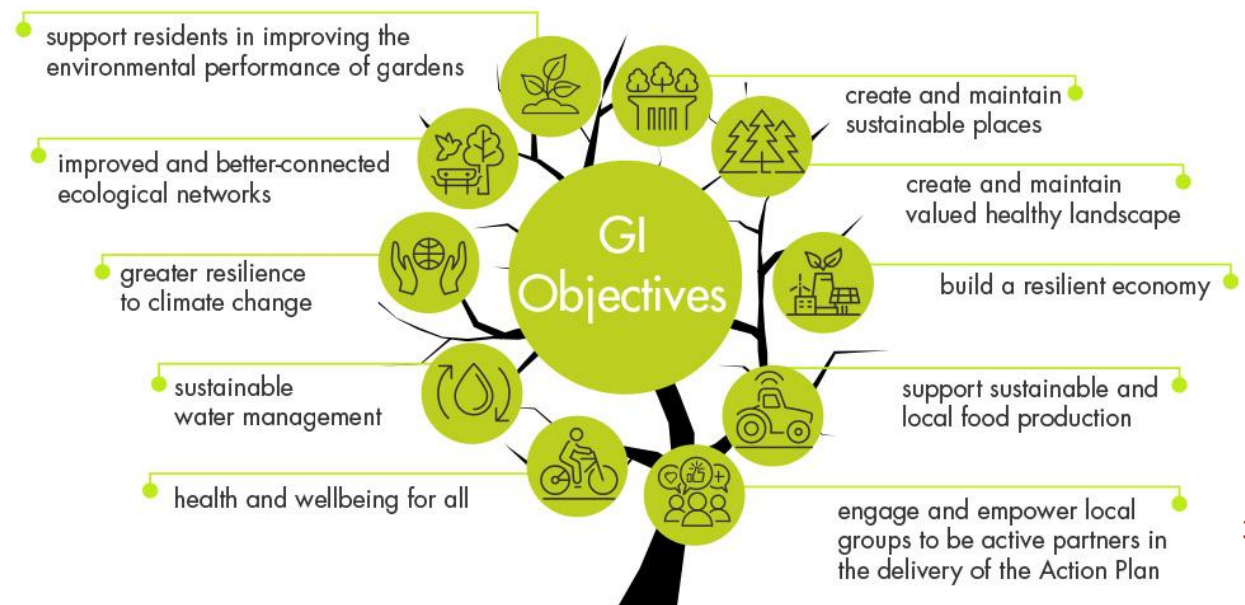 support residents in improving the
environmental performance of gardens
improved and better-connected
ecological networks
greater resilience
to climate change
sustainable
water management
health and wellbeing for all
GI
Objectives
create and maintain
sustainable places
create and maintain
valued healthy landscape
build a resilient economy
support sustainable and
local food production
engage and empower local
groups to be active partners in
the delivery of the Action Plan